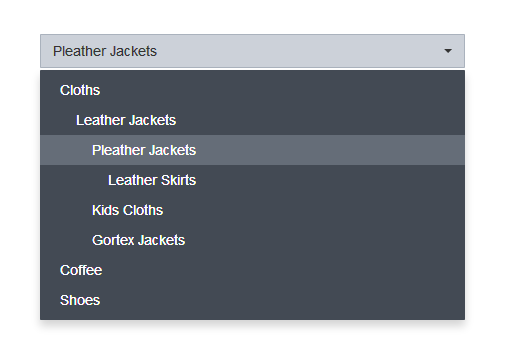 Pleather Jackets
Cloths
Leather Jackets
Pleather Jackets
Leather Skirts
Kids Cloths
Gortex Jackets
Coffee
Shoes